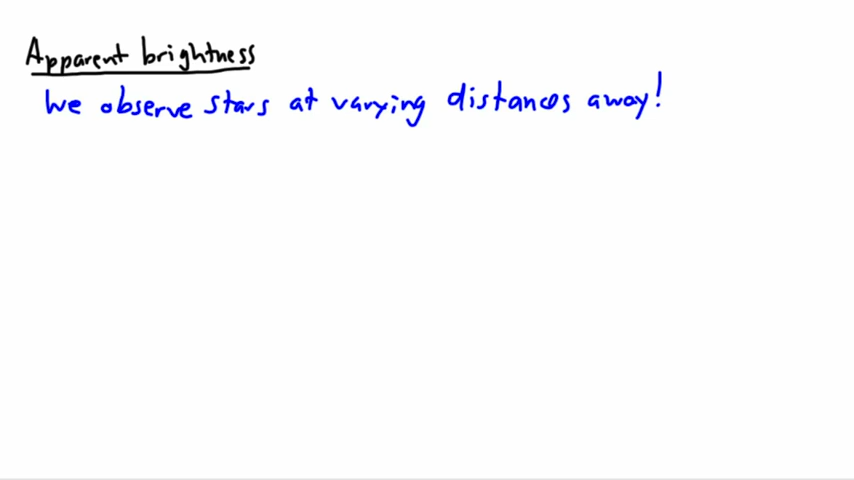 Apparent brightness
We observe stars at varying distances away!